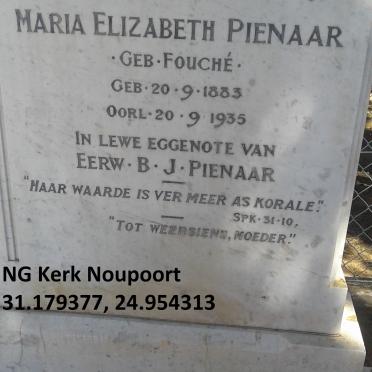 MARIA ELIZABETH PIENAAR
· GEB · FOUCHÉ ·
GEB · 20 · 9 · 1883
OORL · 20 · 9 · 1935
IN LEWE EGGENOTE VAN
EERW · B · J · PIENAAR
"HAAR WAARDE IS VER MEER AS KORALE."
SPK · 31 · 10,
"TOT WEERSIENS, MOEDER."
NG Kerk Noupoort
31.179377, 24.954313